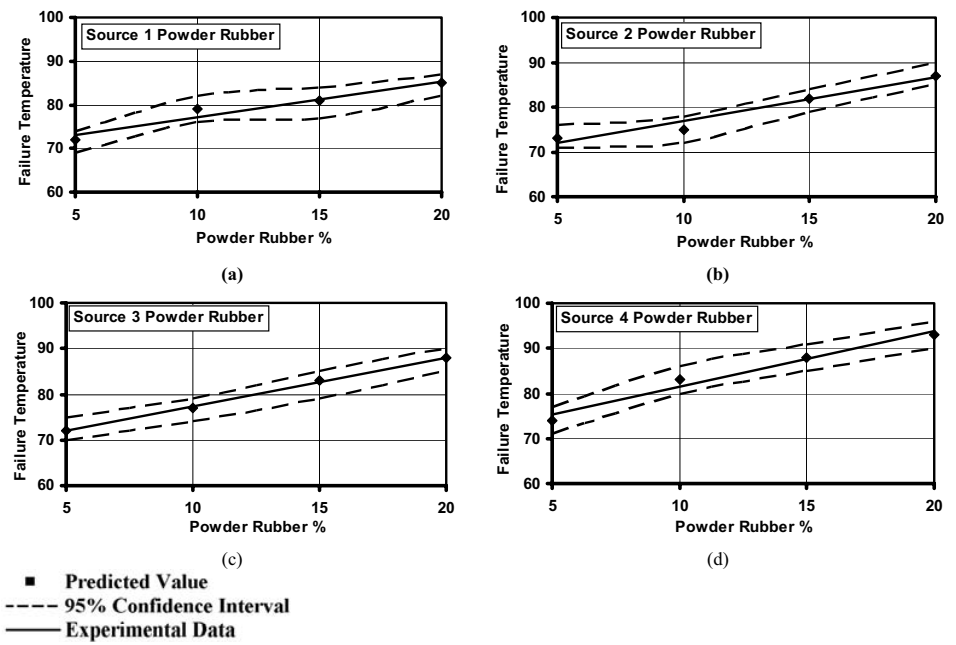 Source 1 Powder Rubber
Failure Temperature
100
90
80
70
60
5 10 15 20
Powder Rubber %
(a)
Source 2 Powder Rubber
Failure Temperature
100
90
80
70
60
5 10 15 20
Powder Rubber %
(b)
Source 3 Powder Rubber
Failure Temperature
100
90
80
70
60
5 10 15 20
Powder Rubber %
(c)
Source 4 Powder Rubber
Failure Temperature
100
90
80
70
60
5 10 15 20
Powder Rubber %
(d)
Predicted Value
95% Confidence Interval
Experimental Data